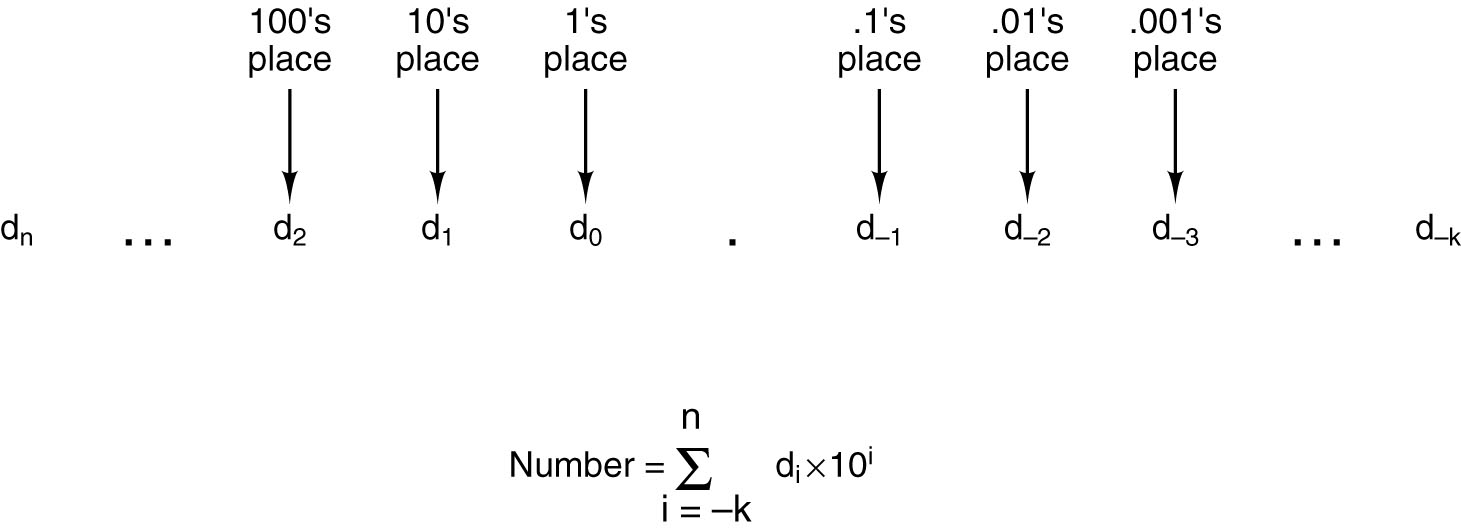 100's 10's 1's .1's .01's .001's
place place place place place place
dₙ ... d₂ d₁ d₀ . d₋₁ d₋₂ d₋₃ ... d₋ₖ
n
Number = ∑ dᵢ×10ⁱ
i = –k